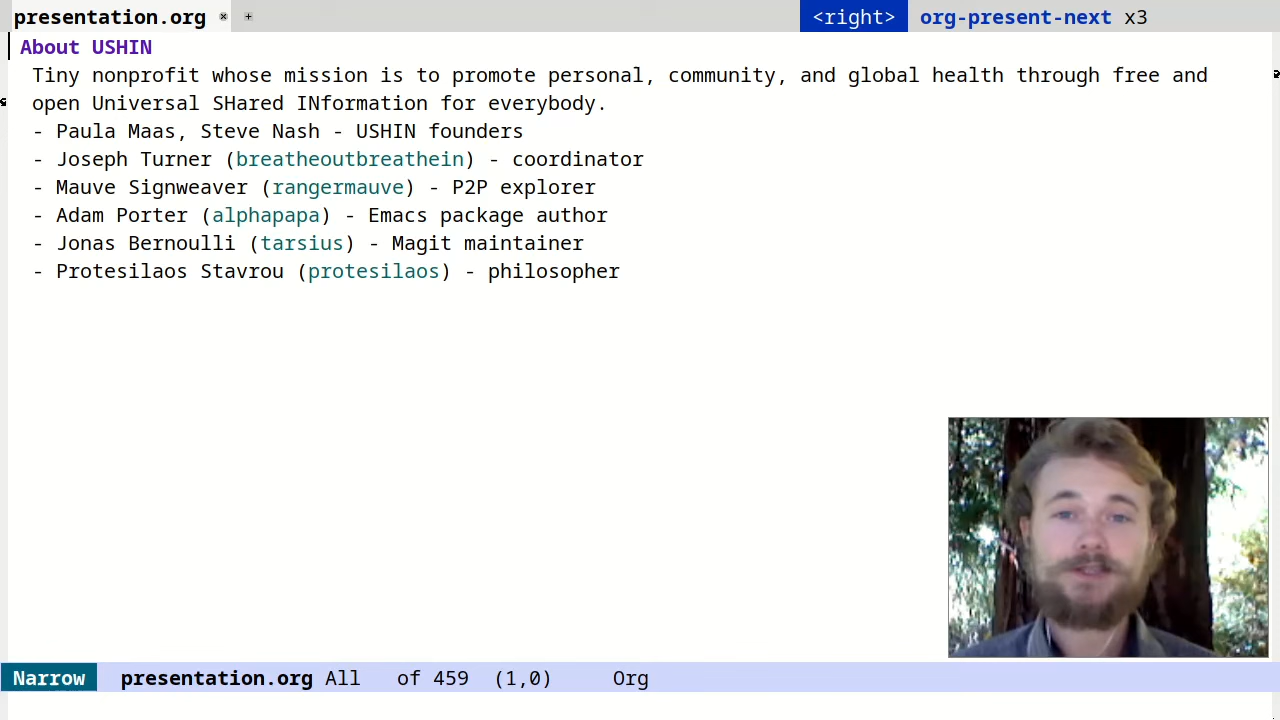 presentation.org
<right> org-present-next x3
About USHIN
Tiny nonprofit whose mission is to promote personal, community, and global health through free and
open Universal SHared INformation for everybody.
- Paula Maas, Steve Nash - USHIN founders
- Joseph Turner (breatheoutbreathein) - coordinator
- Mauve Signweaver (rangermauve) - P2P explorer
- Adam Porter (alphapapa) - Emacs package author
- Jonas Bernoulli (tarsius) - Magit maintainer
- Protesilaos Stavrou (protesilaos) - philosopher
Narrow presentation.org All of 459 (1,0) Org